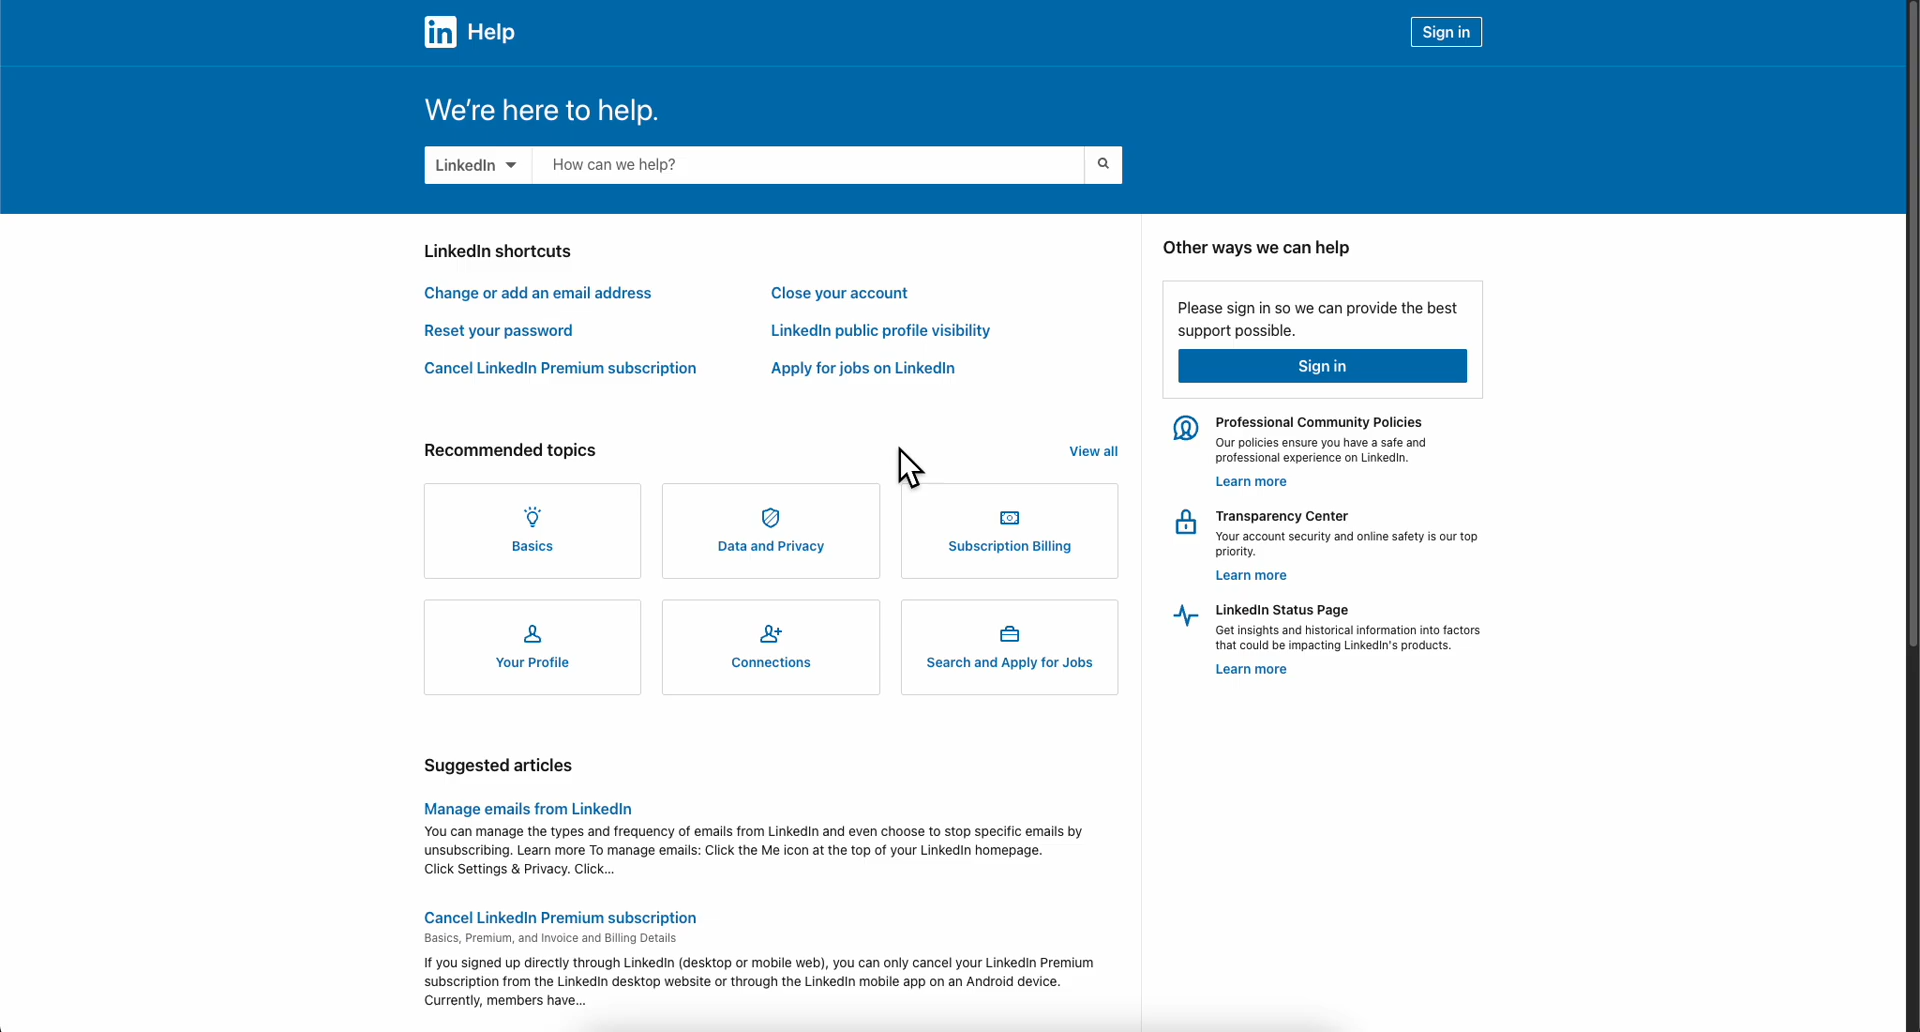 in Help
Sign in
We're here to help.
LinkedIn
How can we help?
LinkedIn shortcuts
Change or add an email address
Close your account
Reset your password
LinkedIn public profile visibility
Cancel LinkedIn Premium subscription
Apply for jobs on LinkedIn
Recommended topics
View all
Basics
Data and Privacy
Subscription Billing
Your Profile
Connections
Search and Apply for Jobs
Suggested articles
Manage emails from LinkedIn
You can manage the types and frequency of emails from LinkedIn and even choose to stop specific emails by
unsubscribing. Learn more To manage emails: Click the Me icon at the top of your LinkedIn homepage.
Click Settings & Privacy. Click...
Cancel LinkedIn Premium subscription
Basics, Premium, and Invoice and Billing Details
If you signed up directly through LinkedIn (desktop or mobile web), you can only cancel your LinkedIn Premium
subscription from the LinkedIn desktop website or through the LinkedIn mobile app on an Android device.
Currently, members have...
Other ways we can help
Please sign in so we can provide the best
support possible.
Sign in
Professional Community Policies
Our policies ensure you have a safe and
professional experience on LinkedIn.
Learn more
Transparency Center
Your account security and online safety is our top
priority.
Learn more
LinkedIn Status Page
Get insights and historical information into factors
that could be impacting LinkedIn's products.
Learn more